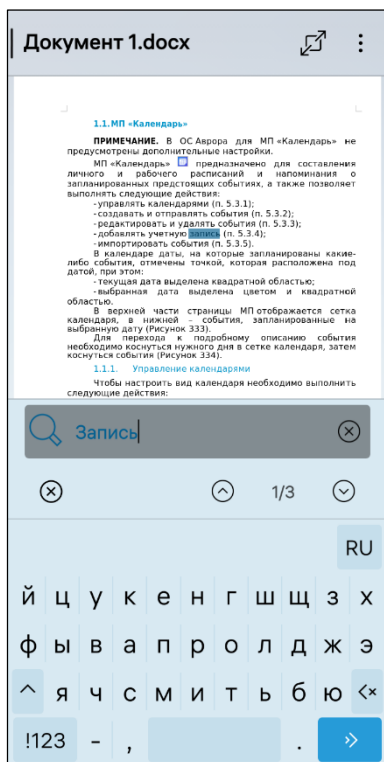 Документ 1.docx
1.1. МП «Календарь»
ПРИМЕЧАНИЕ. В ОС Аврора для МП «Календарь» не
предусмотрены дополнительные настройки.
МП «Календарь» предназначено для составления
личного и рабочего расписаний и напоминания о
запланированных предстоящих событиях, а также позволяет
выполнять следующие действия:
- управлять календарями (п. 5.3.1);
- создавать и отправлять события (п. 5.3.2);
- редактировать и удалять события (п. 5.3.3);
- добавлять учетную запись (п. 5.3.4);
- импортировать события (п. 5.3.5).
В календаре даты, на которые запланированы какие-
либо события, отмечены точкой, которая расположена под
датой, при этом:
- текущая дата выделена квадратной областью;
- выбранная дата выделена цветом и квадратной
областью.
В верхней части страницы МП отображается сетка
календаря, в нижней – события, запланированные на
выбранную дату (Рисунок 333).
Для перехода к подробному описанию события
необходимо коснуться нужного дня в сетке календаря, затем
коснуться события (Рисунок 334).
1.1.1. Управление календарями
Чтобы настроить вид календаря необходимо выполнить
следующие действия:
Запись
1/3
RU
й ц у к е н г ш щ з х
ф ы в а п р о л д ж э
я ч с м и т ь б ю
!123 - , .